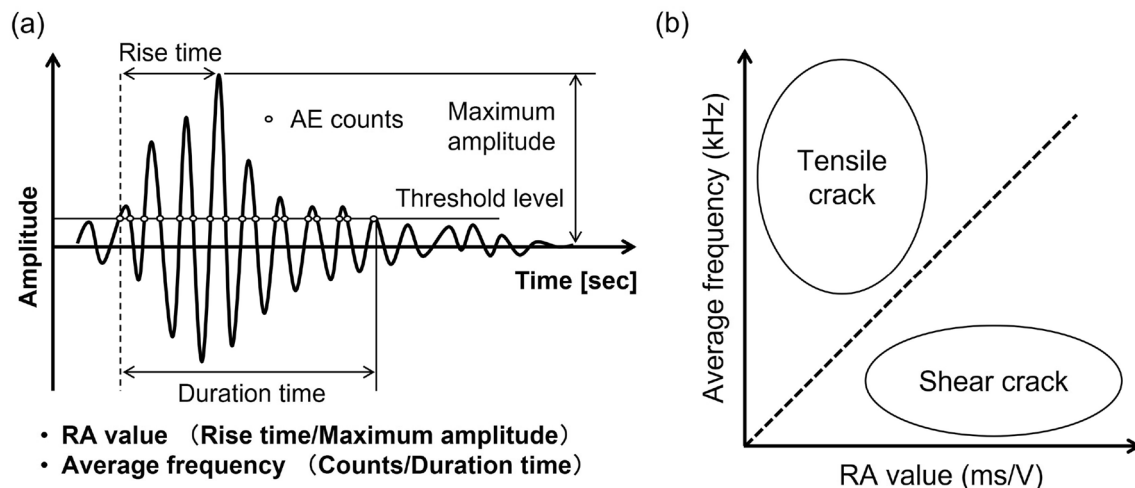 (a)
Rise time
AE counts
Maximum
amplitude
Threshold level
Amplitude
Time [sec]
Duration time
• RA value （Rise time/Maximum amplitude）
• Average frequency （Counts/Duration time）
(b)
Average frequency (kHz)
Tensile
crack
Shear crack
RA value (ms/V)